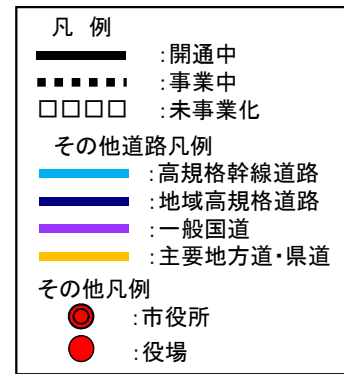 凡 例
:開通中
:事業中
:未事業化
その他道路凡例
:高規格幹線道路
:地域高規格道路
:一般国道
:主要地方道・県道
その他凡例
:市役所
:役場